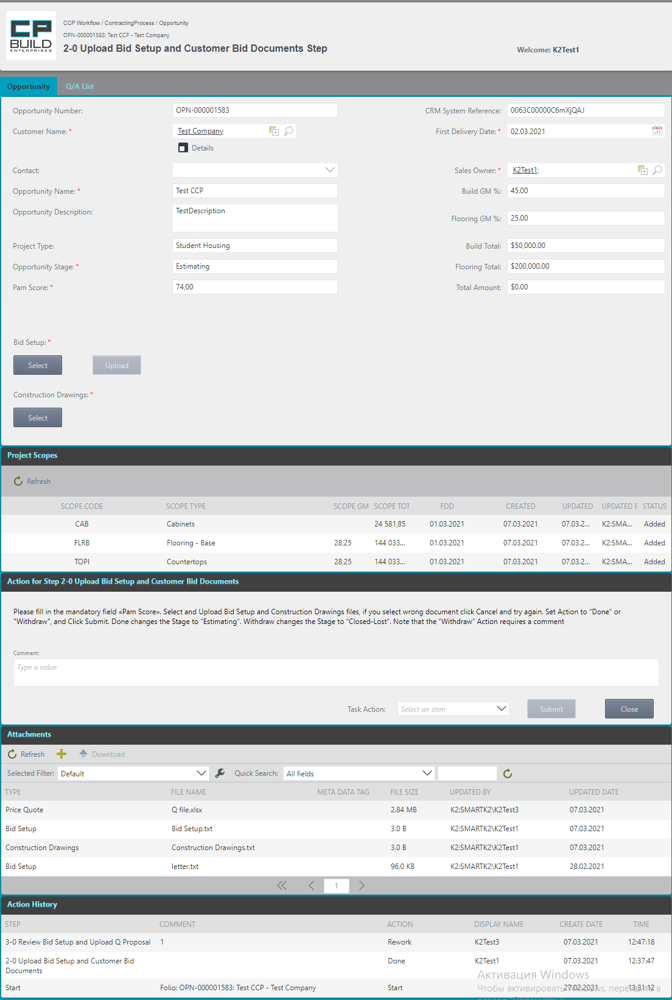 CP
BUILD
ENTERPRISES
CCP Workflow / ContractingProcess / Opportunity
OPN-000001583: Test CCP - Test Company
2-0 Upload Bid Setup and Customer Bid Documents Step
Welcome: K2Test1
Opportunity Q/A List
Opportunity Number: OPN-000001583 CRM System Reference: 0063C00000C6mXjQAJ
Customer Name: * Test Company First Delivery Date: * 02.03.2021
Details
Contact: Sales Owner: * K2Test1;
Opportunity Name: * Test CCP Build GM %: 45.00
Opportunity Description: TestDescription
Flooring GM %: 25.00
Project Type: Student Housing Build Total: $50,000.00
Opportunity Stage: * Estimating Flooring Total: $200,000.00
Pam Score: * 74,00 Total Amount: $0.00
Bid Setup: *
Select Upload
Construction Drawings: *
Select
Project Scopes
Refresh
SCOPE CODE SCOPE TYPE SCOPE GM SCOPE TOT FDD CREATED UPDATED UPDATED E STATUS
CAB Cabinets 24 581,85 01.03.2021 07.03.2021 07.03.2... K2:SMA... Added
FLRB Flooring - Base 28,25 144 033... 01.03.2021 07.03.2021 07.03.2... K2:SMA... Added
TOPI Countertops 28,25 144 033... 01.03.2021 07.03.2021 07.03.2... K2:SMA... Added
Action for Step 2-0 Upload Bid Setup and Customer Bid Documents
Please fill in the mandatory field «Pam Score». Select and Upload Bid Setup and Construction Drawings files, if you select wrong document click Cancel and try again. Set Action to “Done” or
"Withdraw", and Click Submit. Done changes the Stage to “Estimating”. Withdraw changes the Stage to “Closed-Lost”. Note that the “Withdraw” Action requires a comment
Comment:
Type a value
Task Action: Select an item Submit Close
Attachments
Refresh Download
Selected Filter: Default Quick Search: All fields
TYPE FILE NAME META DATA TAG FILE SIZE UPDATED BY UPDATED DATE
Price Quote Q file.xlsx 2.84 MB K2:SMARTK2\K2Test3 07.03.2021
Bid Setup Bid Setup.txt 3.0 B K2:SMARTK2\K2Test1 07.03.2021
Construction Drawings Construction Drawings.txt 3.0 B K2:SMARTK2\K2Test1 07.03.2021
Bid Setup letter.txt 96.0 KB K2:SMARTK2\K2Test1 28.02.2021
1
Action History
STEP COMMENT ACTION DISPLAY NAME CREATE DATE TIME
3-0 Review Bid Setup and Upload Q Proposal 1 Rework K2Test3 07.03.2021 12:47:18
2-0 Upload Bid Setup and Customer Bid Done K2Test1 07.03.2021 12:37:47
Documents
Активация Windows
Start Folio: OPN-000001583: Test CCP - Test Company Start 27.02.2021 13:31:12
Чтобы активировать Windows, перейдите в
раздел "Параметры".